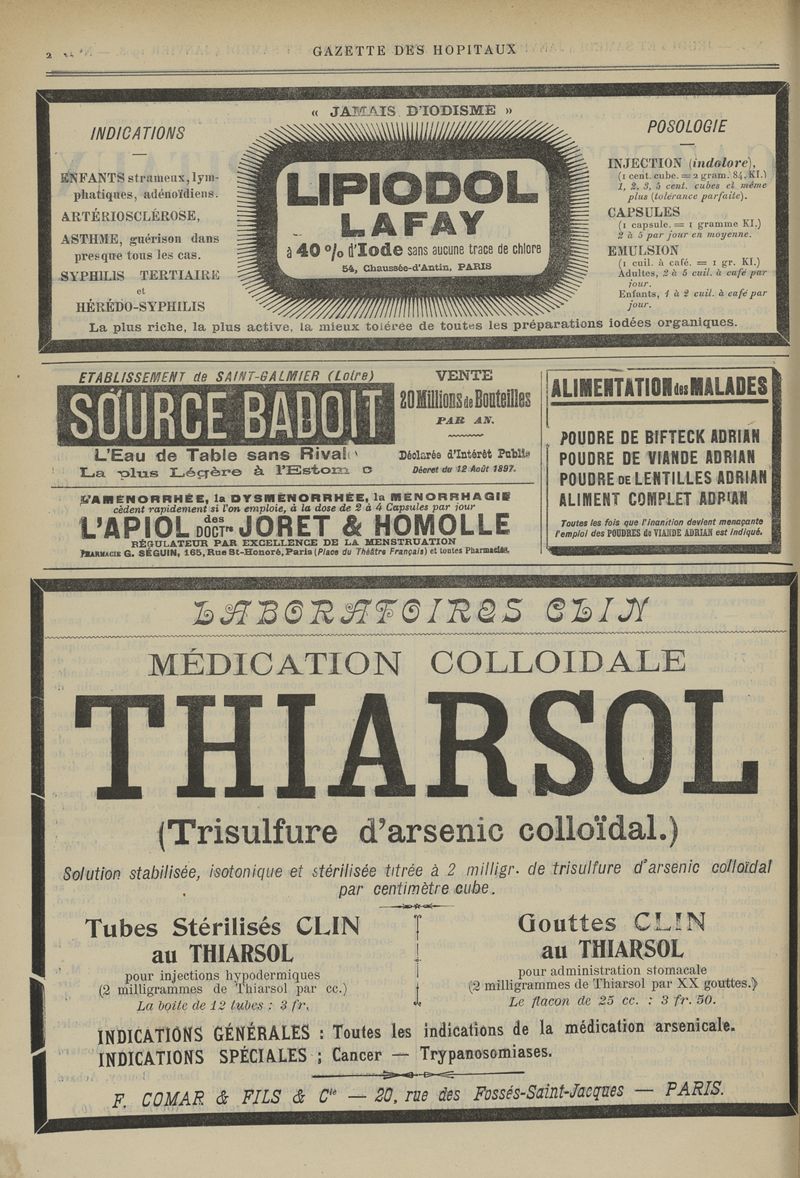 2
GAZETTE DES HOPITAUX
« JAMAIS D'IODISME »
INDICATIONS
ENFANTS strumeux, lym-
phatiques, adénoïdiens.
ARTÉRIOSCLÉROSE,
ASTHME, guérison dans
presque tous les cas.
SYPHILIS TERTIAIRE
et
HÉRÉDO-SYPHILIS
LIPIODOL
LAFAY
à 40 % d'Iode sans aucune trace de chlore
54, Chaussée-d'Antin, PARIS
POSOLOGIE
INJECTION (indolore),
(1 cent. cube. = 2 gram. 84. KI.)
1, 2, 3, 5 cent. cubes et même
plus (tolérance parfaite).
CAPSULES
(1 capsule. = 1 gramme KI.)
2 à 5 par jour en moyenne.
EMULSION
(1 cuil. à café. = 1 gr. KI.)
Adultes, 2 à 5 cuil. à café par
jour.
Enfants, 1 à 2 cuil. à café par
jour.
La plus riche, la plus active, la mieux tolérée de toutes les préparations iodées organiques.
ETABLISSEMENT de SAINT-GALMIER (Loire)
SOURCE BADOIT
L'Eau de Table sans Rival
La plus Légère à l'Estom c
VENTE
20 Millions de Bouteilles
PAR AN.
Déclarée d'Intérêt Public
Décret du 12 Août 1897.
L'AMÉNORRHÉE, la DYSMÉNORRHÉE, la MÉNORRHAGIE
cèdent rapidement si l'on emploie, à la dose de 2 à 4 Capsules par jour
L'APIOL des DOCTrs JORET & HOMOLLE
RÉGULATEUR PAR EXCELLENCE DE LA MENSTRUATION
PHARMACIE G. SÉGUIN, 165, Rue St-Honoré, Paris (Place du Théâtre Français) et toutes Pharmacies.
ALIMENTATION des MALADES
POUDRE DE BIFTECK ADRIAN
POUDRE DE VIANDE ADRIAN
POUDRE DE LENTILLES ADRIAN
ALIMENT COMPLET ADRIAN
Toutes les fois que l'inanition devient menaçante
l'emploi des POUDRES de VIANDE ADRIAN est indiqué.
LABORATOIRES CLIN
MÉDICATION COLLOIDALE
THIARSOL
(Trisulfure d'arsenic colloïdal.)
Solution stabilisée, isotonique et stérilisée titrée à 2 milligr. de trisulfure d'arsenic colloïdal
par centimètre cube.
Tubes Stérilisés CLIN
au THIARSOL
pour injections hypodermiques
(2 milligrammes de Thiarsol par cc.)
La boîte de 12 tubes : 3 fr.
Gouttes CLIN
au THIARSOL
pour administration stomacale
(2 milligrammes de Thiarsol par XX gouttes.)
Le flacon de 25 cc. : 3 fr. 50.
INDICATIONS GÉNÉRALES : Toutes les indications de la médication arsenicale.
INDICATIONS SPÉCIALES ; Cancer — Trypanosomiases.
F. COMAR & FILS & Cie — 20, rue des Fossés-Saint-Jacques — PARIS.